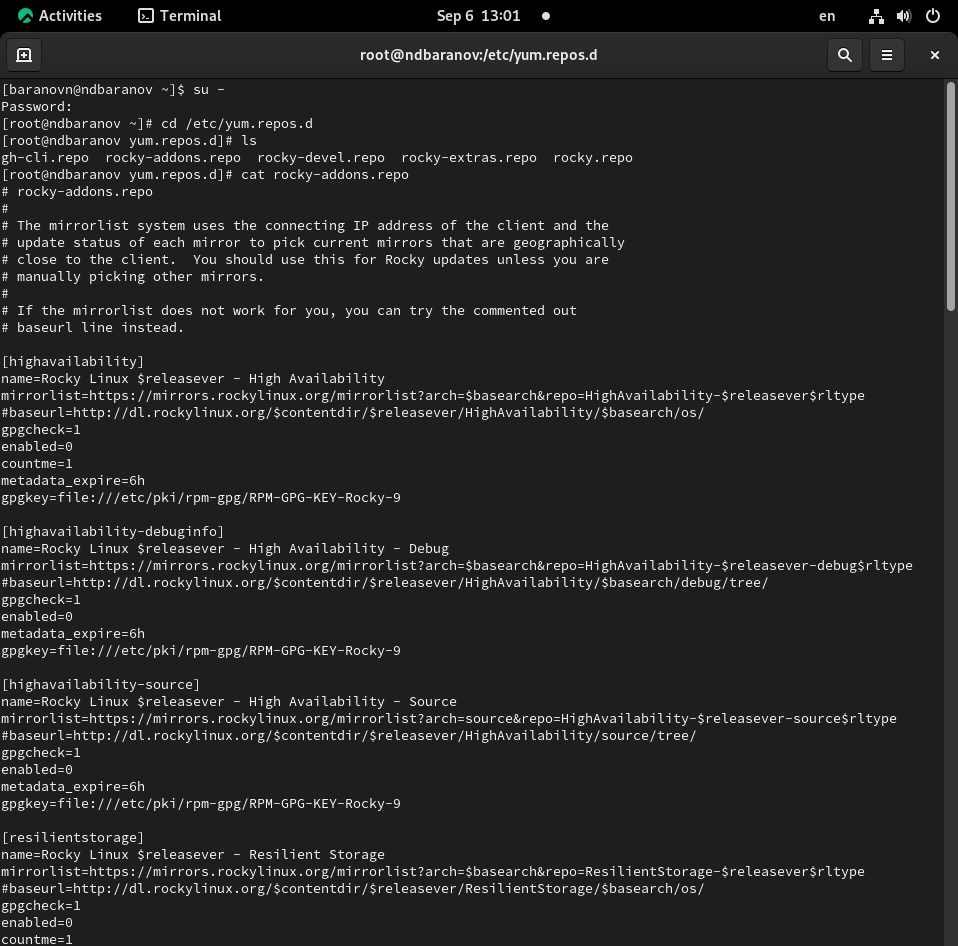 Activities Terminal Sep 6 13:01 en
root@ndbaranov:/etc/yum.repos.d
[baranovn@ndbaranov ~]$ su -
Password:
[root@ndbaranov ~]# cd /etc/yum.repos.d
[root@ndbaranov yum.repos.d]# ls
gh-cli.repo  rocky-addons.repo  rocky-devel.repo  rocky-extras.repo  rocky.repo
[root@ndbaranov yum.repos.d]# cat rocky-addons.repo
# rocky-addons.repo
#
# The mirrorlist system uses the connecting IP address of the client and the
# update status of each mirror to pick current mirrors that are geographically
# close to the client.  You should use this for Rocky updates unless you are
# manually picking other mirrors.
#
# If the mirrorlist does not work for you, you can try the commented out
# baseurl line instead.

[highavailability]
name=Rocky Linux $releasever - High Availability
mirrorlist=https://mirrors.rockylinux.org/mirrorlist?arch=$basearch&repo=HighAvailability-$releasever$rltype
#baseurl=http://dl.rockylinux.org/$contentdir/$releasever/HighAvailability/$basearch/os/
gpgcheck=1
enabled=0
countme=1
metadata_expire=6h
gpgkey=file:///etc/pki/rpm-gpg/RPM-GPG-KEY-Rocky-9

[highavailability-debuginfo]
name=Rocky Linux $releasever - High Availability - Debug
mirrorlist=https://mirrors.rockylinux.org/mirrorlist?arch=$basearch&repo=HighAvailability-$releasever-debug$rltype
#baseurl=http://dl.rockylinux.org/$contentdir/$releasever/HighAvailability/$basearch/debug/tree/
gpgcheck=1
enabled=0
metadata_expire=6h
gpgkey=file:///etc/pki/rpm-gpg/RPM-GPG-KEY-Rocky-9

[highavailability-source]
name=Rocky Linux $releasever - High Availability - Source
mirrorlist=https://mirrors.rockylinux.org/mirrorlist?arch=source&repo=HighAvailability-$releasever-source$rltype
#baseurl=http://dl.rockylinux.org/$contentdir/$releasever/HighAvailability/source/tree/
gpgcheck=1
enabled=0
metadata_expire=6h
gpgkey=file:///etc/pki/rpm-gpg/RPM-GPG-KEY-Rocky-9

[resilientstorage]
name=Rocky Linux $releasever - Resilient Storage
mirrorlist=https://mirrors.rockylinux.org/mirrorlist?arch=$basearch&repo=ResilientStorage-$releasever$rltype
#baseurl=http://dl.rockylinux.org/$contentdir/$releasever/ResilientStorage/$basearch/os/
gpgcheck=1
enabled=0
countme=1